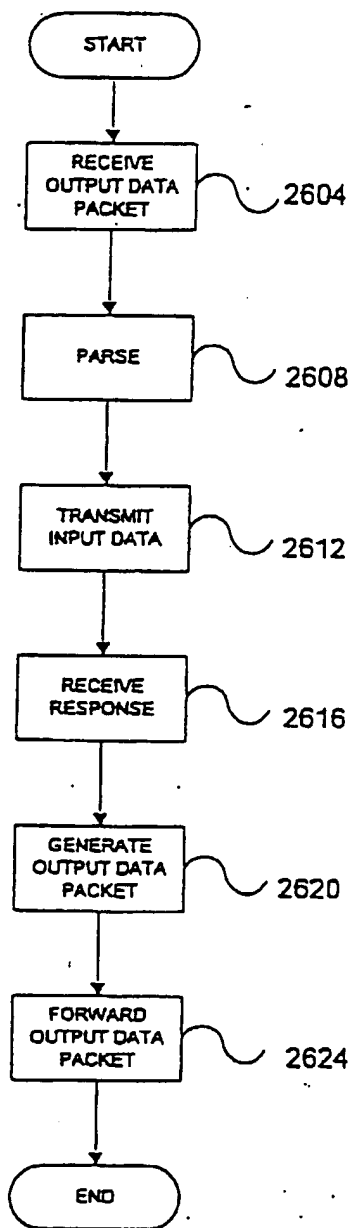 START
RECEIVE
OUTPUT DATA
PACKET
2604
PARSE
2608
TRANSMIT
INPUT DATA
2612
RECEIVE
RESPONSE
2616
GENERATE
OUTPUT DATA
PACKET
2620
FORWARD
OUTPUT DATA
PACKET
2624
END